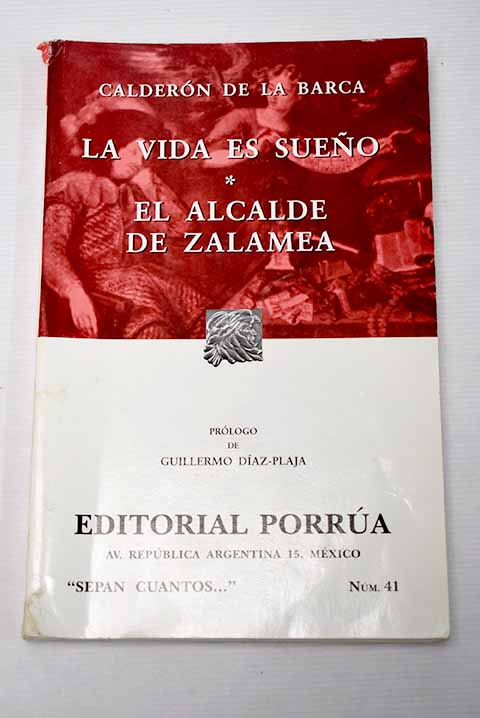 CALDERÓN DE LA BARCA
LA VIDA ES SUEÑO
*
EL ALCALDE
DE ZALAMEA
PRÓLOGO
DE
GUILLERMO DÍAZ-PLAJA
EDITORIAL PORRÚA
AV. REPÚBLICA ARGENTINA 15. MÉXICO
"SEPAN CUANTOS..." NÚM. 41